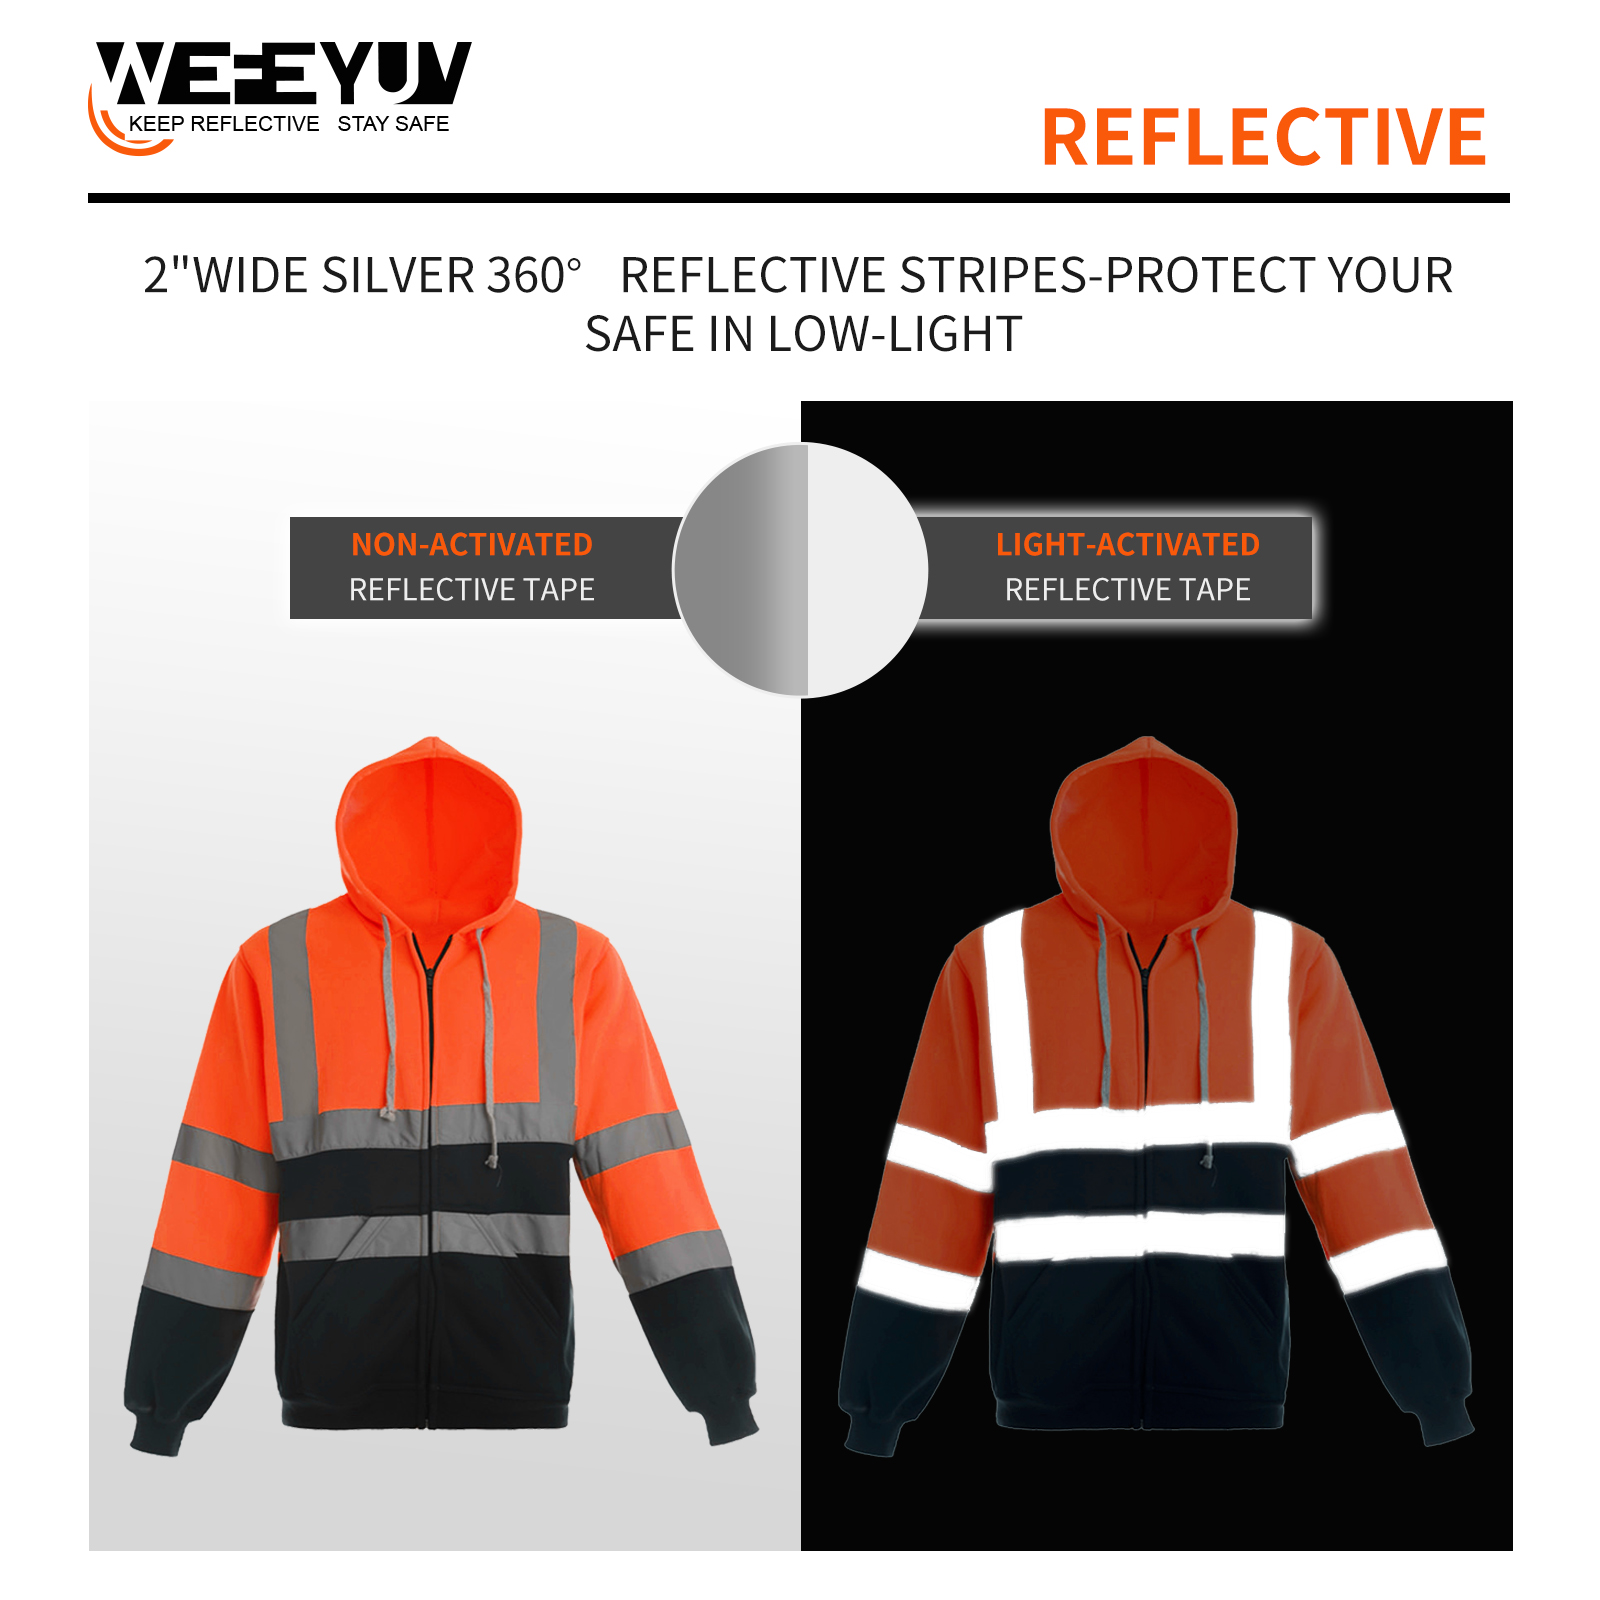 WEFEYUV
KEEP REFLECTIVE STAY SAFE
REFLECTIVE
2"WIDE SILVER 360° REFLECTIVE STRIPES-PROTECT YOUR
SAFE IN LOW-LIGHT
NON-ACTIVATED
REFLECTIVE TAPE
LIGHT-ACTIVATED
REFLECTIVE TAPE